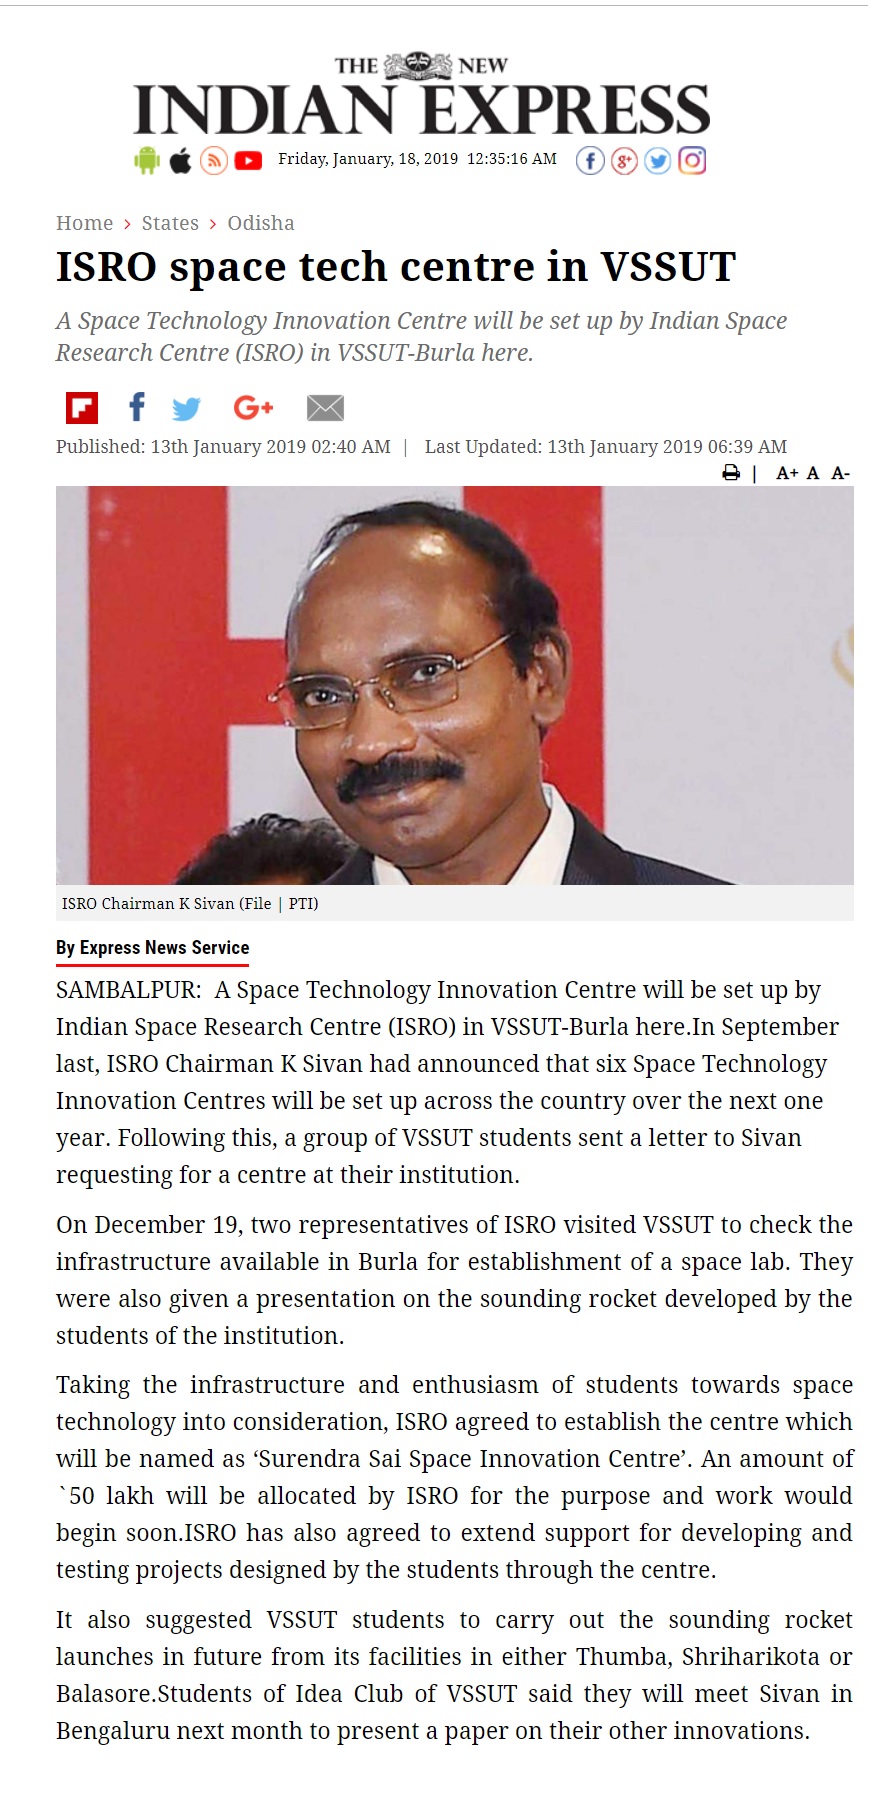 THE NEW
INDIAN EXPRESS
Friday, January, 18, 2019 12:35:16 AM
Home > States > Odisha
ISRO space tech centre in VSSUT
A Space Technology Innovation Centre will be set up by Indian Space
Research Centre (ISRO) in VSSUT-Burla here.
Published: 13th January 2019 02:40 AM | Last Updated: 13th January 2019 06:39 AM
| A+ A A-
ISRO Chairman K Sivan (File | PTI)
By Express News Service
SAMBALPUR: A Space Technology Innovation Centre will be set up by
Indian Space Research Centre (ISRO) in VSSUT-Burla here.In September
last, ISRO Chairman K Sivan had announced that six Space Technology
Innovation Centres will be set up across the country over the next one
year. Following this, a group of VSSUT students sent a letter to Sivan
requesting for a centre at their institution.
On December 19, two representatives of ISRO visited VSSUT to check the
infrastructure available in Burla for establishment of a space lab. They
were also given a presentation on the sounding rocket developed by the
students of the institution.
Taking the infrastructure and enthusiasm of students towards space
technology into consideration, ISRO agreed to establish the centre which
will be named as ‘Surendra Sai Space Innovation Centre’. An amount of
`50 lakh will be allocated by ISRO for the purpose and work would
begin soon.ISRO has also agreed to extend support for developing and
testing projects designed by the students through the centre.
It also suggested VSSUT students to carry out the sounding rocket
launches in future from its facilities in either Thumba, Shriharikota or
Balasore.Students of Idea Club of VSSUT said they will meet Sivan in
Bengaluru next month to present a paper on their other innovations.